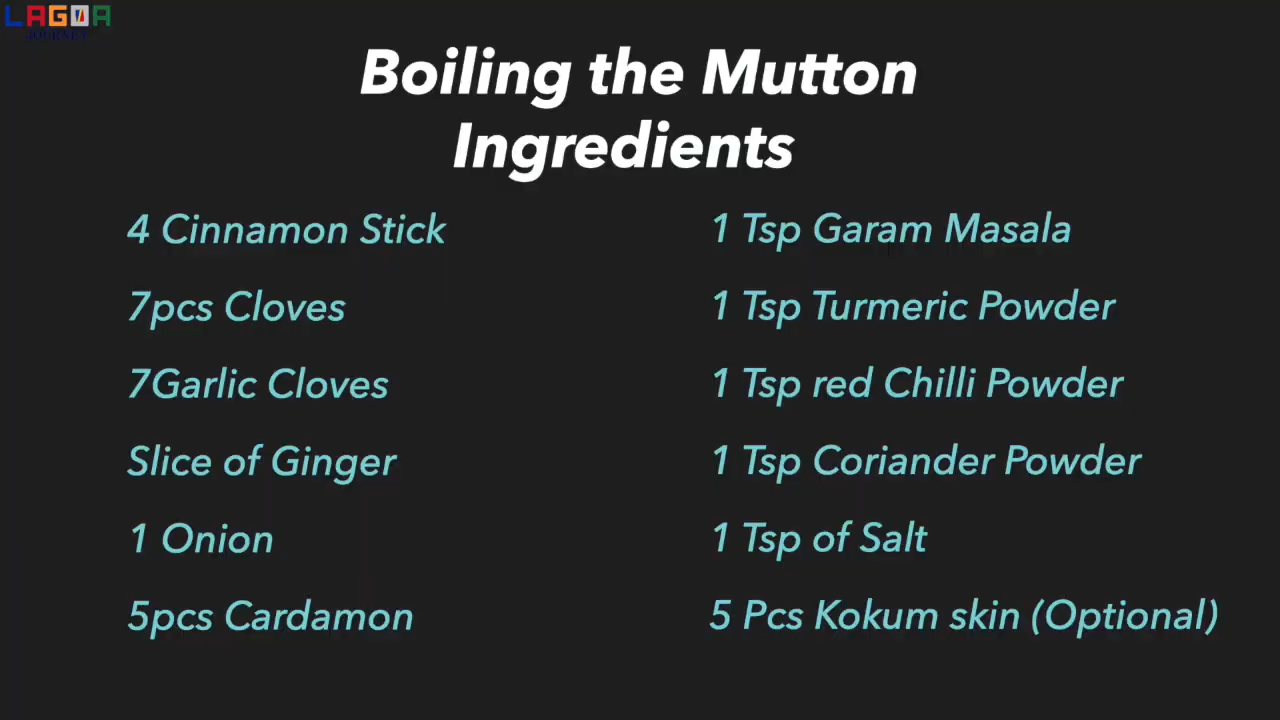 LAGOA
JOURNEY
Boiling the Mutton
Ingredients
4 Cinnamon Stick
7pcs Cloves
7Garlic Cloves
Slice of Ginger
1 Onion
5pcs Cardamon
1 Tsp Garam Masala
1 Tsp Turmeric Powder
1 Tsp red Chilli Powder
1 Tsp Coriander Powder
1 Tsp of Salt
5 Pcs Kokum skin (Optional)